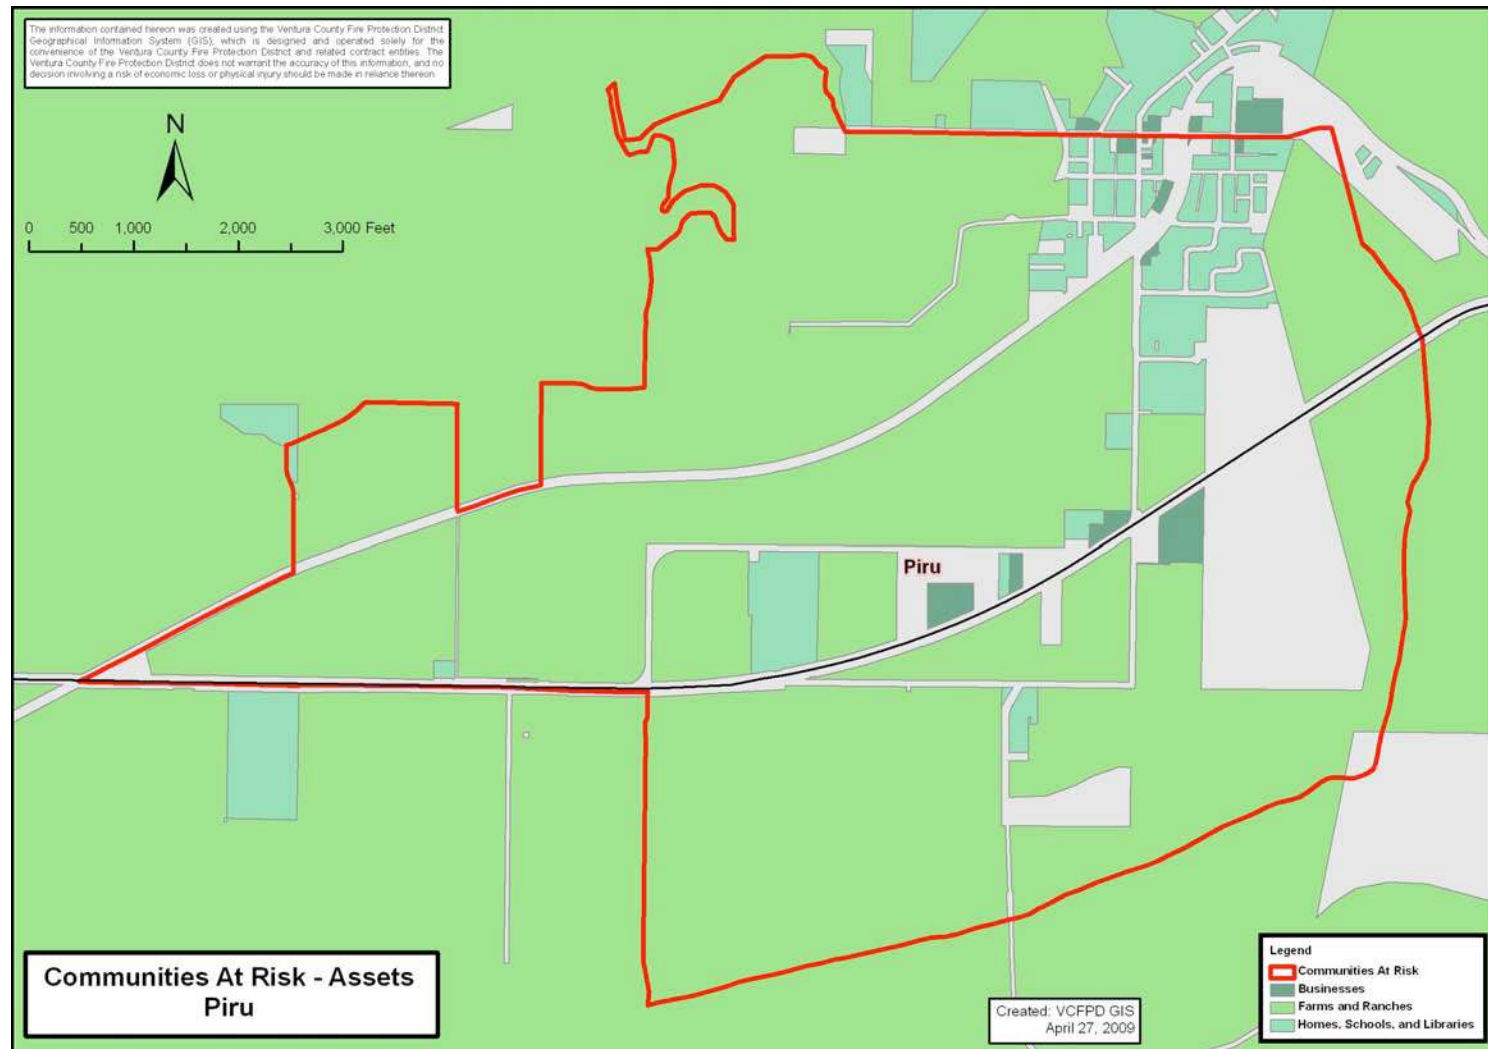 The information contained hereon was created using the Ventura County Fire Protection District
Geographical Information System (GIS), which is designed and operated solely for the
convenience of the Ventura County Fire Protection District and related contract entities. The
Ventura County Fire Protection District does not warrant the accuracy of this information, and no
decision involving a risk of economic loss or physical injury should be made in reliance thereon.
N
0 500 1,000 2,000 3,000 Feet
Piru
Communities At Risk - Assets
Piru
Created: VCFPD GIS
April 27, 2009
Legend
Communities At Risk
Businesses
Farms and Ranches
Homes, Schools, and Libraries